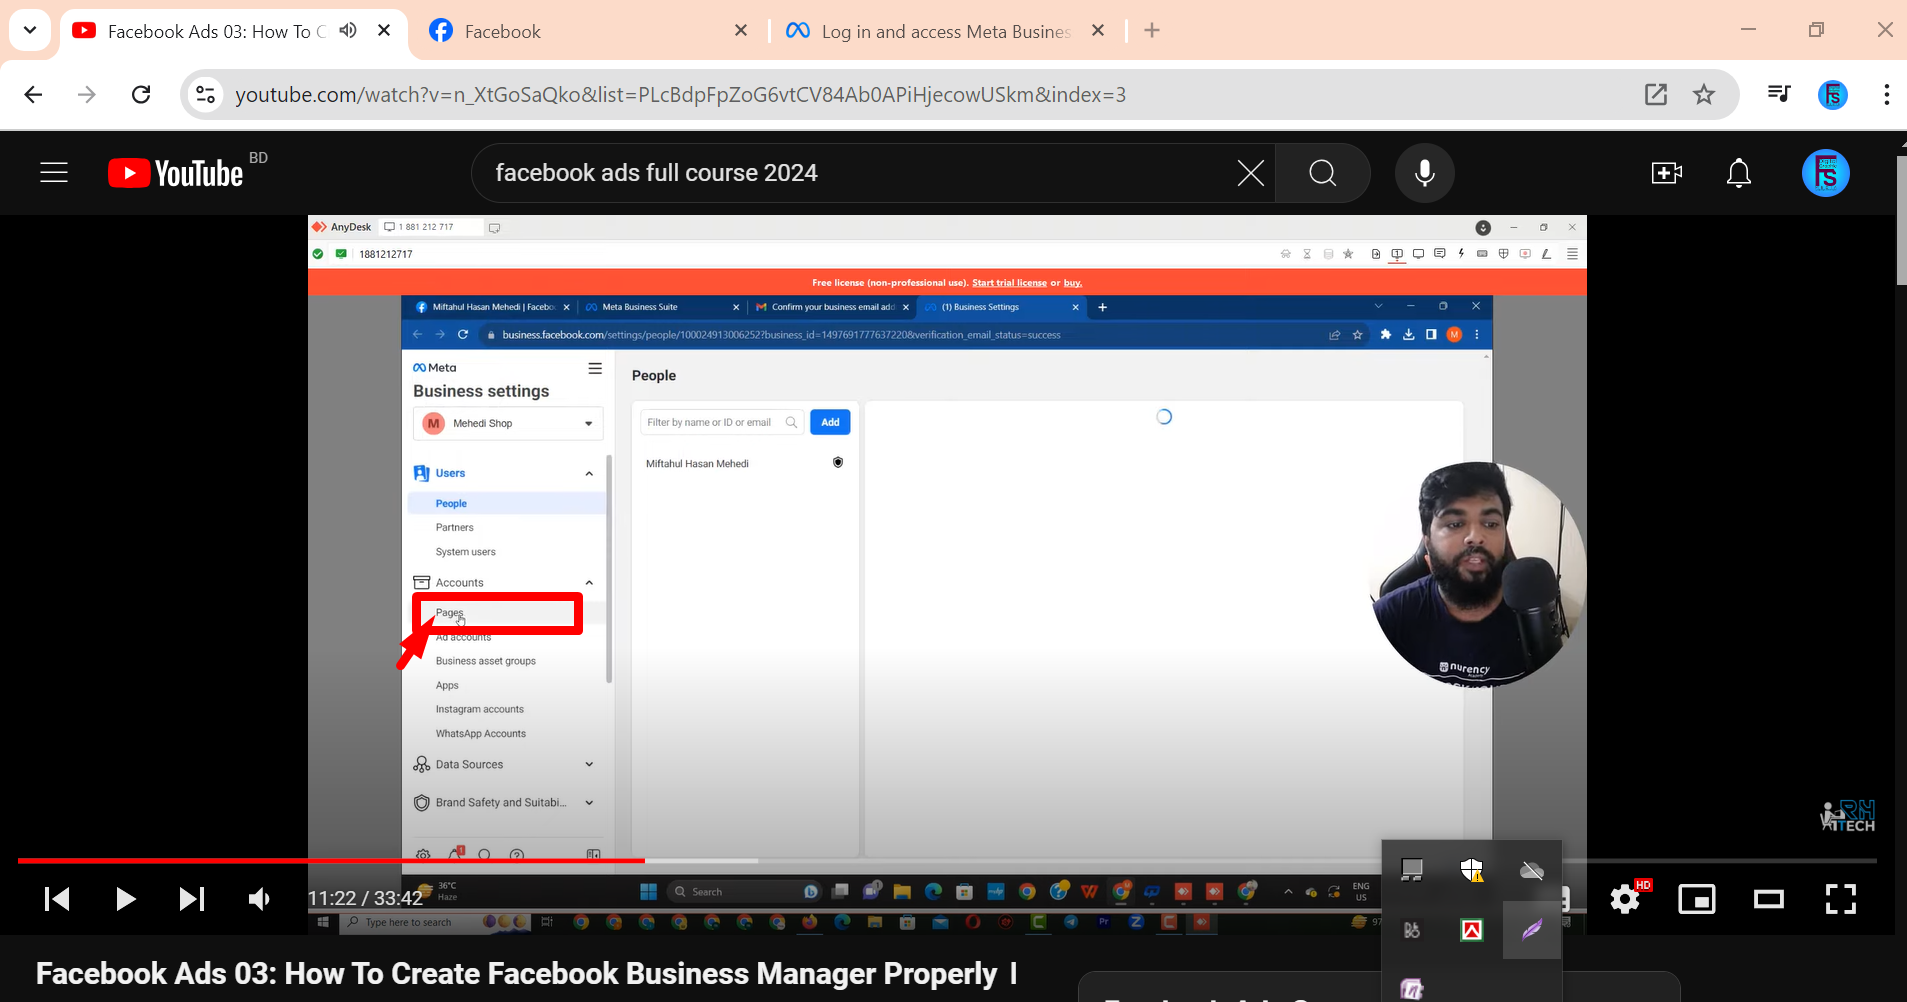 Facebook Ads 03: How To C
Facebook
Log in and access Meta Busines
youtube.com/watch?v=n_XtGoSaQko&list=PLcBdpFpZoG6vtCV84Ab0APiHjecowUSkm&index=3
YouTube BD
facebook ads full course 2024
AnyDesk 1 881 212 717
1881212717
Free license (non-professional use). Start trial license or buy.
Miftahul Hasan Mehedi | Facebo
Meta Business Suite
Confirm your business email add
(1) Business Settings
business.facebook.com/settings/people/100024913006252?business_id=1497691777637220&verification_email_status=success
M
Meta
Business settings
M Mehedi Shop
Users
People
Partners
System users
Accounts
Pages
Ad accounts
Business asset groups
Apps
Instagram accounts
WhatsApp Accounts
Data Sources
Brand Safety and Suitabi...
People
Filter by name or ID or email
Add
Miftahul Hasan Mehedi
nurency
RH
TECH
36°C
Haze
Search
ENG
US
11:22 / 33:42
HD
Type here to search
97
Facebook Ads 03: How To Create Facebook Business Manager Properly I